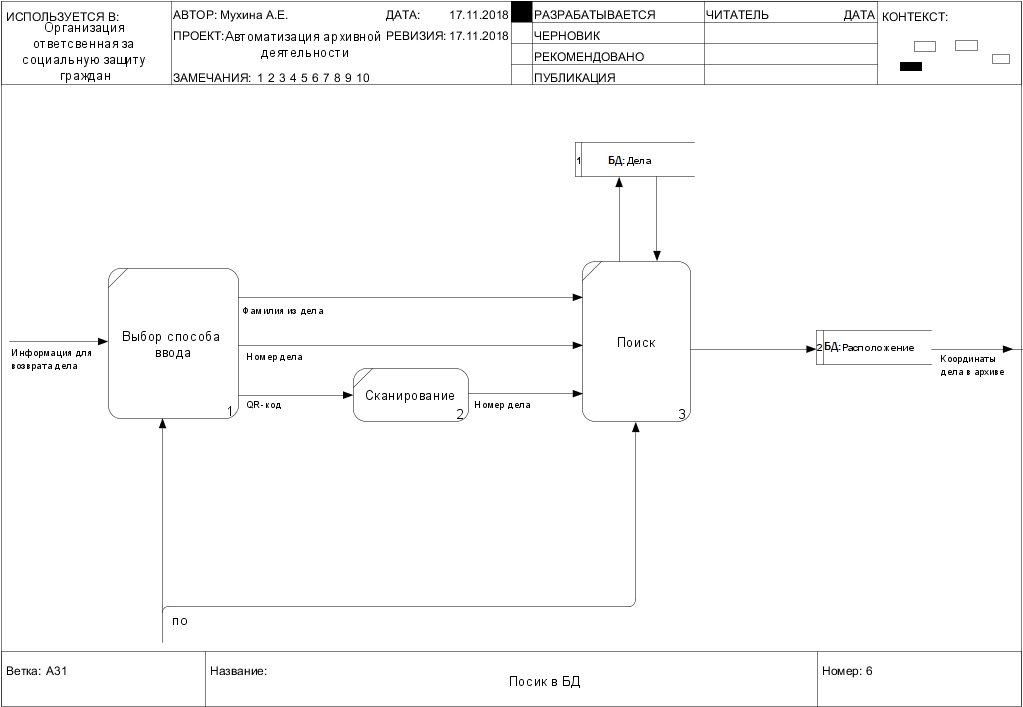 ИСПОЛЬЗУЕТСЯ В:
Организация
ответсвенная за
социальную защиту
граждан
АВТОР: Мухина А.Е.
ДАТА: 17.11.2018
ПРОЕКТ:Автоматизация архивной
деятельности
РЕВИЗИЯ: 17.11.2018
ЗАМЕЧАНИЯ: 1 2 3 4 5 6 7 8 9 10
РАЗРАБАТЫВАЕТСЯ
ЧЕРНОВИК
РЕКОМЕНДОВАНО
ПУБЛИКАЦИЯ
ЧИТАТЕЛЬ ДАТА
КОНТЕКСТ:
1 БД:Дела
Выбор способа
ввода
1
Информация для
возврата дела
Фамилия из дела
Номер дела
QR-код
Сканирование
2
Номер дела
Поиск
3
2 БД:Расположение
Координаты
дела в архиве
ПО
Ветка: A31
Название:
Посик в БД
Номер: 6